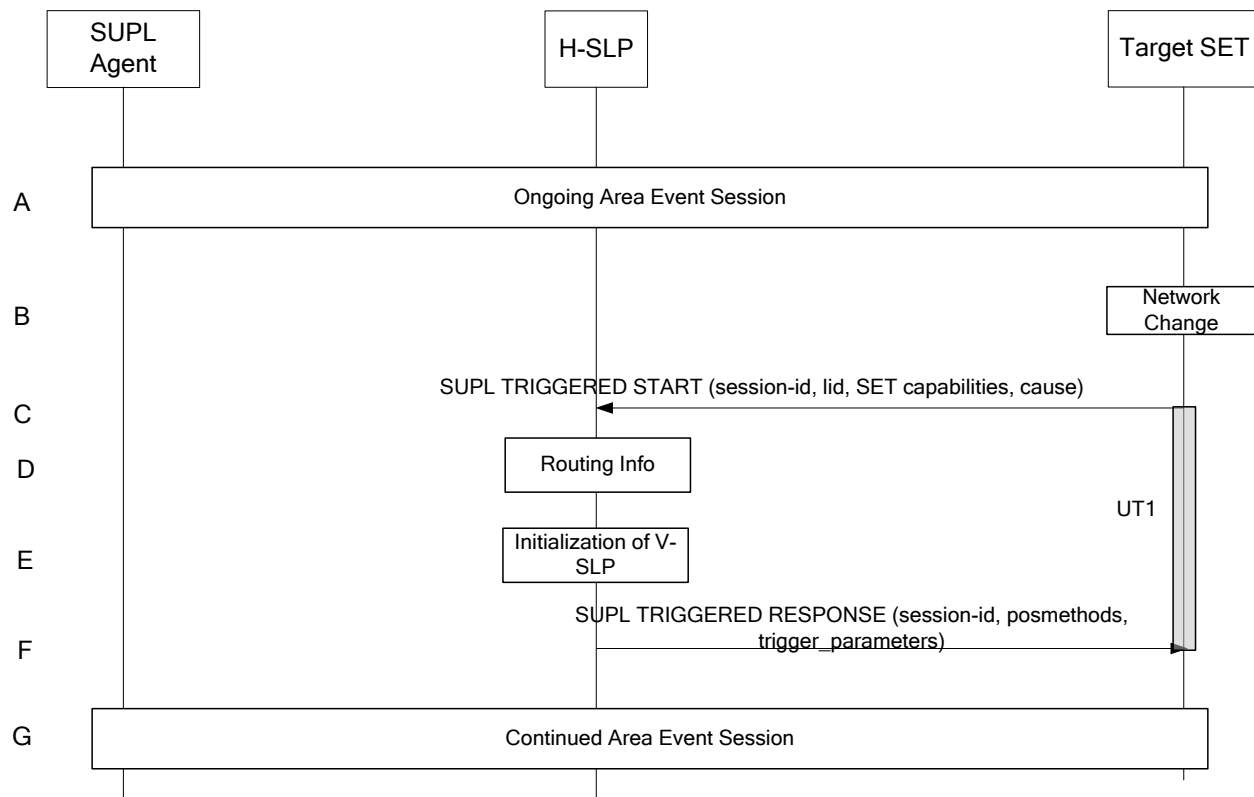 SUPL
Agent
H-SLP
Target SET
A
Ongoing Area Event Session
B
Network
Change
SUPL TRIGGERED START (session-id, lid, SET capabilities, cause)
C
D
Routing Info
UT1
E
Initialization of V-
SLP
SUPL TRIGGERED RESPONSE (session-id, posmethods,
trigger_parameters)
F
G
Continued Area Event Session